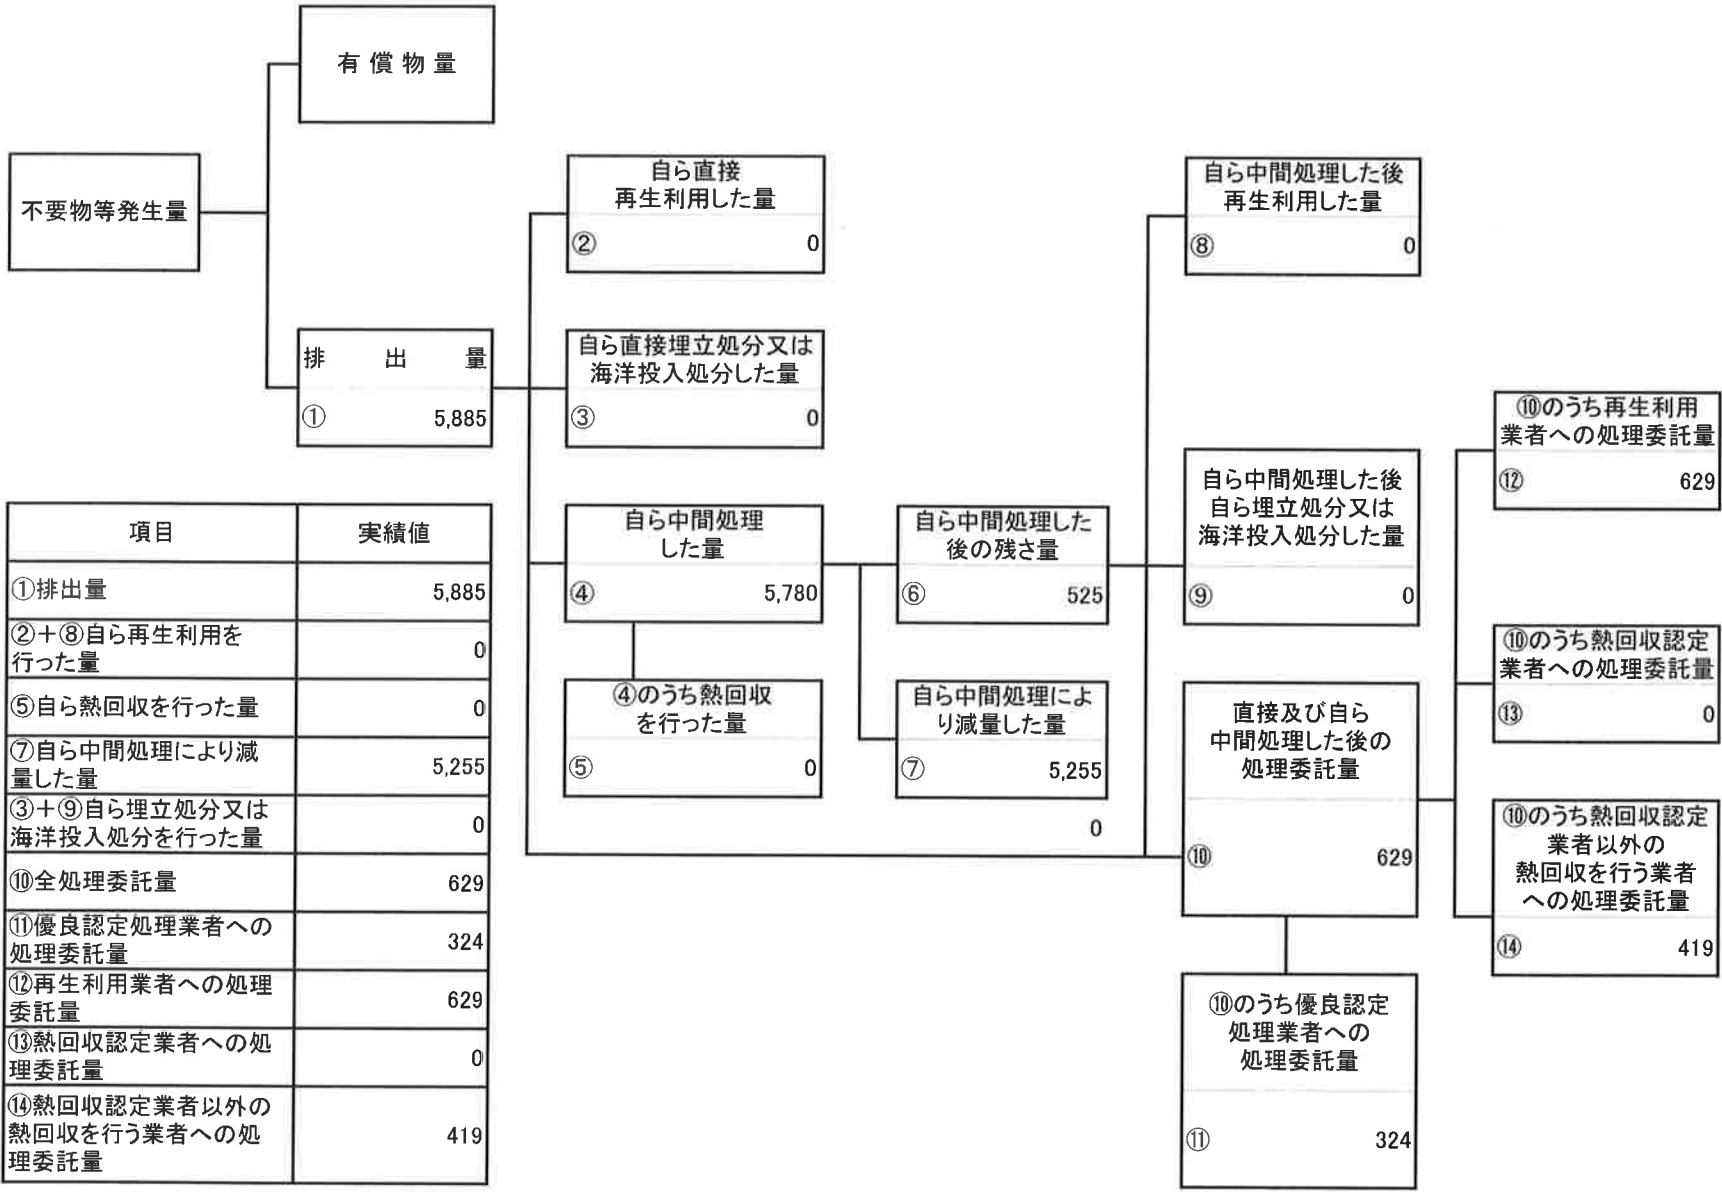 有償物量
不要物等発生量
排出量
① 5,885
自ら直接
再生利用した量
② 0
自ら直接埋立処分又は
海洋投入処分した量
③ 0
自ら中間処理
した量
④ 5,780
④のうち熱回収
を行った量
⑤ 0
自ら中間処理した
後の残さ量
⑥ 525
自ら中間処理によ
り減量した量
⑦ 5,255
0
自ら中間処理した後
再生利用した量
⑧ 0
自ら中間処理した後
自ら埋立処分又は
海洋投入処分した量
⑨ 0
直接及び自ら
中間処理した後の
処理委託量
⑩ 629
⑩のうち優良認定
処理業者への
処理委託量
⑪ 324
⑩のうち再生利用
業者への処理委託量
⑫ 629
⑩のうち熱回収認定
業者への処理委託量
⑬ 0
⑩のうち熱回収認定
業者以外の
熱回収を行う業者
への処理委託量
⑭ 419
項目 実績値
①排出量 5,885
②＋⑧自ら再生利用を
行った量 0
⑤自ら熱回収を行った量 0
⑦自ら中間処理により減
量した量 5,255
③＋⑨自ら埋立処分又は
海洋投入処分を行った量 0
⑩全処理委託量 629
⑪優良認定処理業者への
処理委託量 324
⑫再生利用業者への処理
委託量 629
⑬熱回収認定業者への処
理委託量 0
⑭熱回収認定業者以外の
熱回収を行う業者への処
理委託量 419